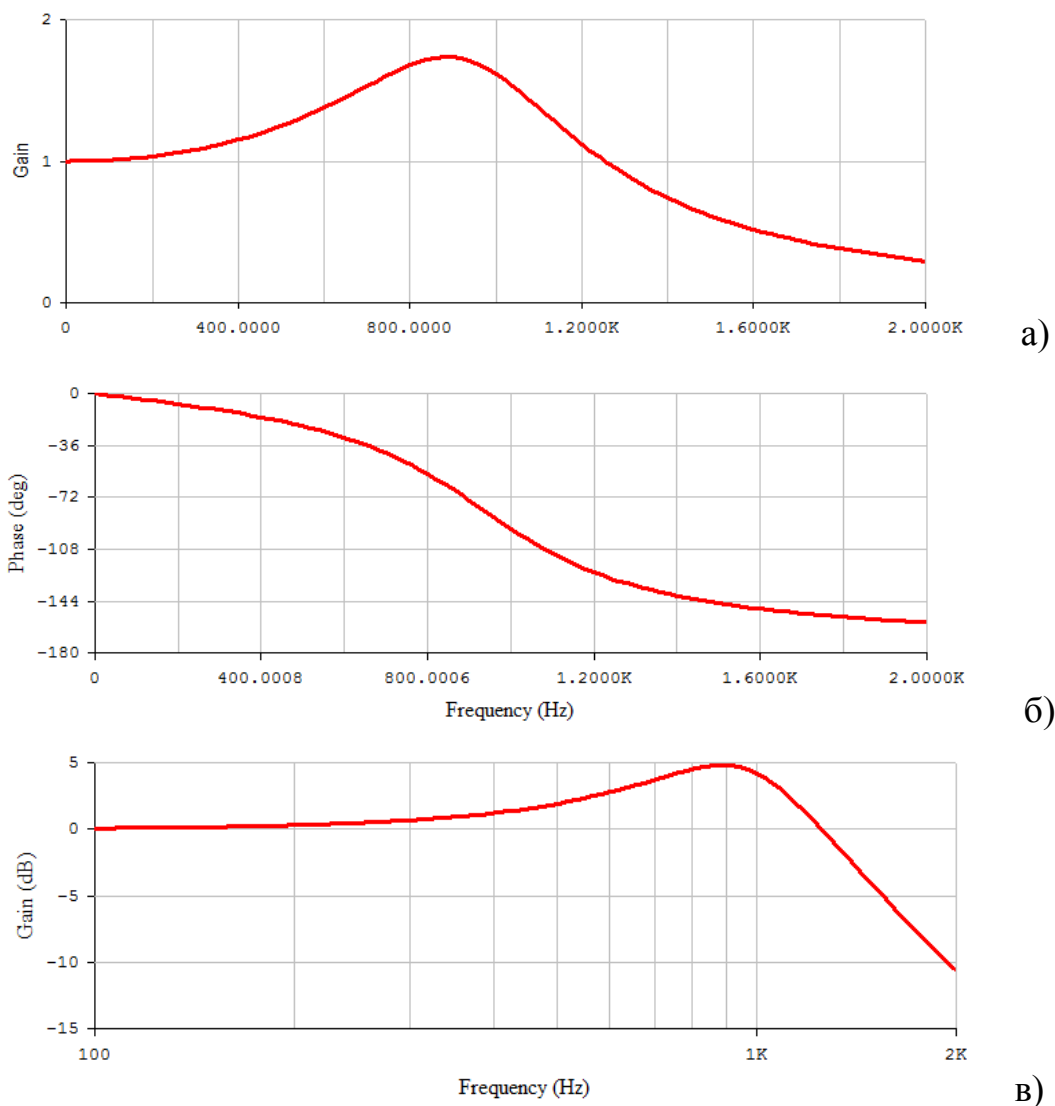 2
Gain
1
0
0 400.0000 800.0000 1.2000K 1.6000K 2.0000K
а)
0
-36
-72
Phase (deg)
-108
-144
-180
0 400.0008 800.0006 1.2000K 1.6000K 2.0000K
Frequency (Hz)
б)
5
0
Gain (dB)
-5
-10
-15
100 1K 2K
Frequency (Hz)
в)